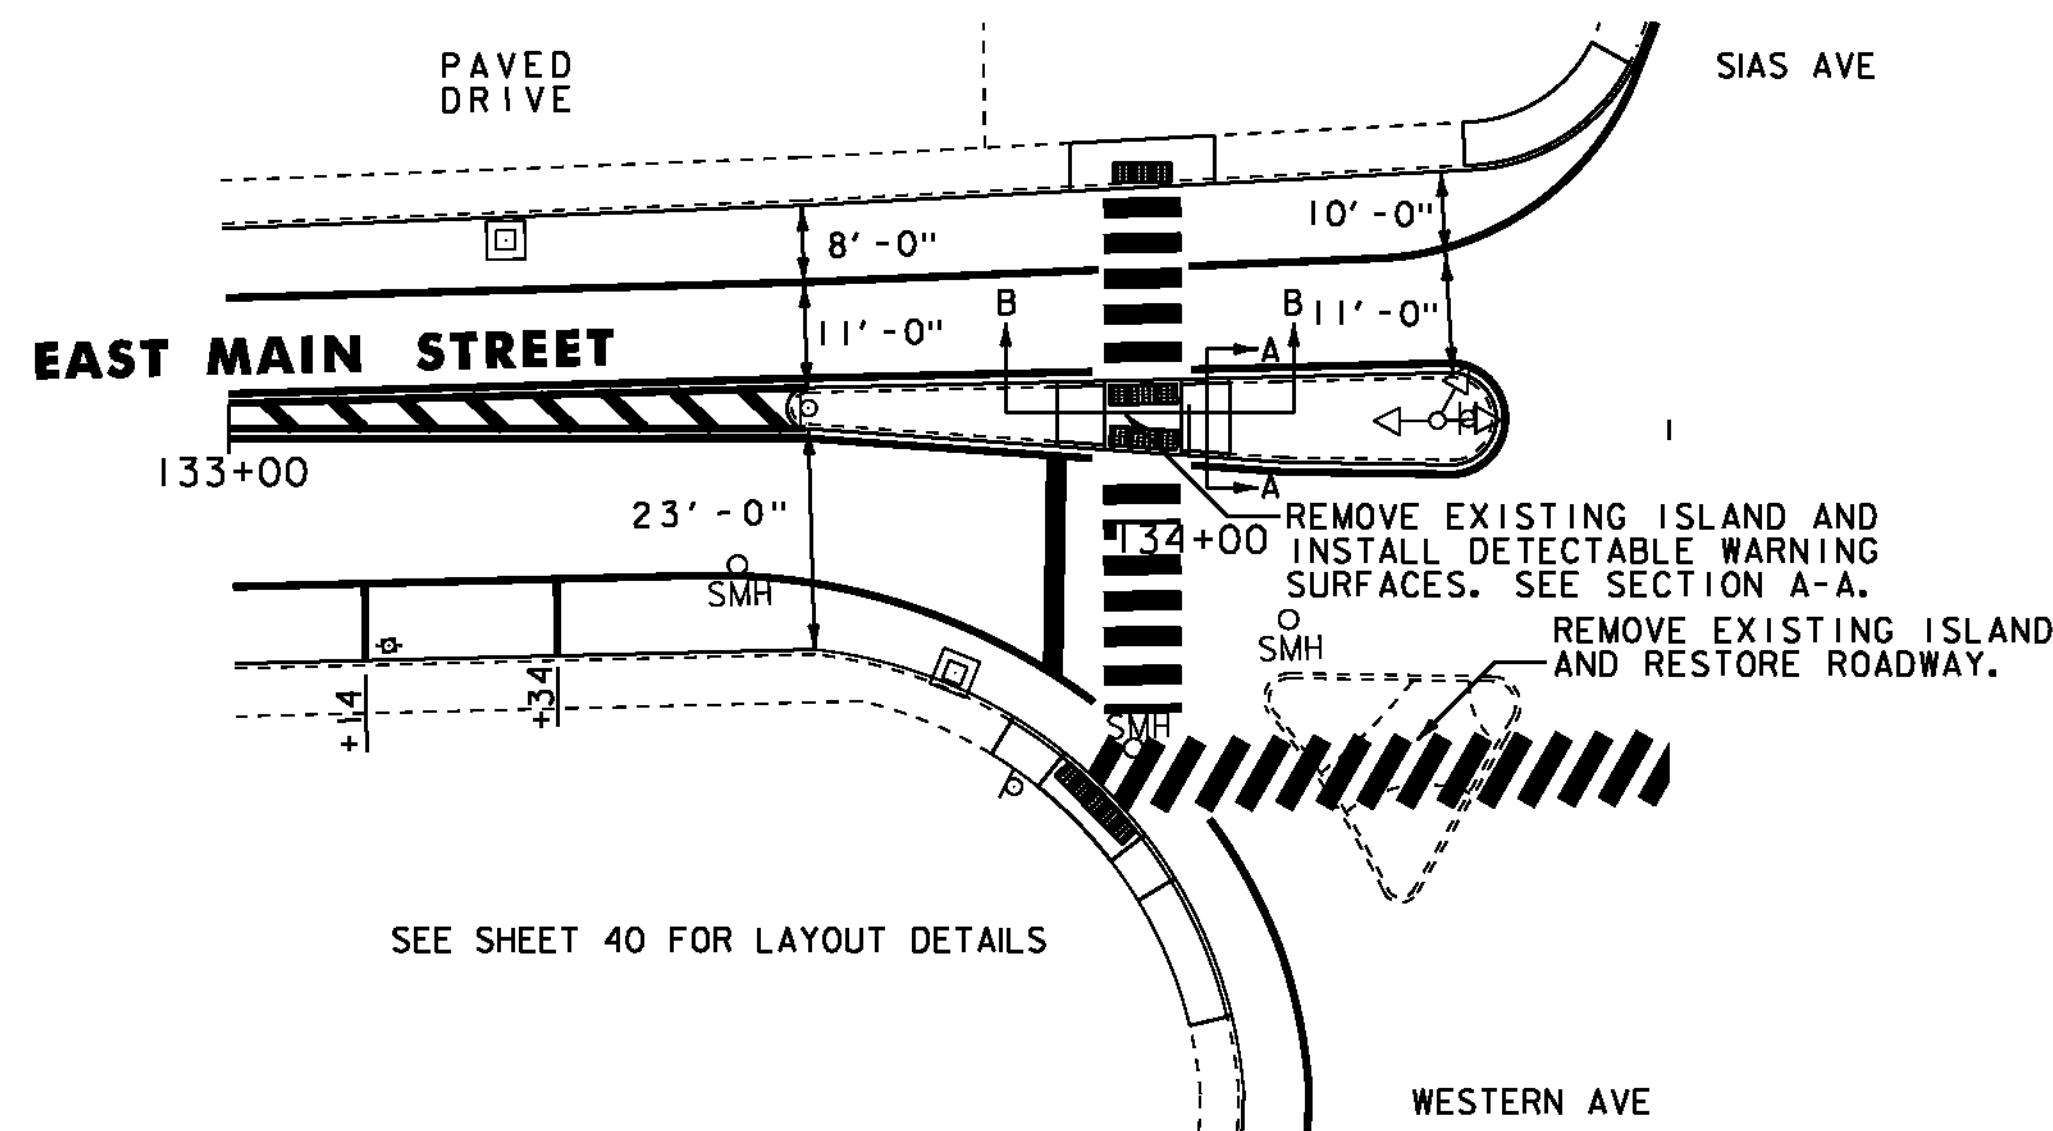 PAVED
DRIVE
SIAS AVE
8'-0"
10'-0"
11'-0"
11'-0"
B
B
A
EAST MAIN STREET
133+00
23'-0"
A
134+00
REMOVE EXISTING ISLAND AND
INSTALL DETECTABLE WARNING
SURFACES. SEE SECTION A-A.
SMH
SMH
REMOVE EXISTING ISLAND
AND RESTORE ROADWAY.
+14
+34
SMH
SEE SHEET 40 FOR LAYOUT DETAILS
WESTERN AVE